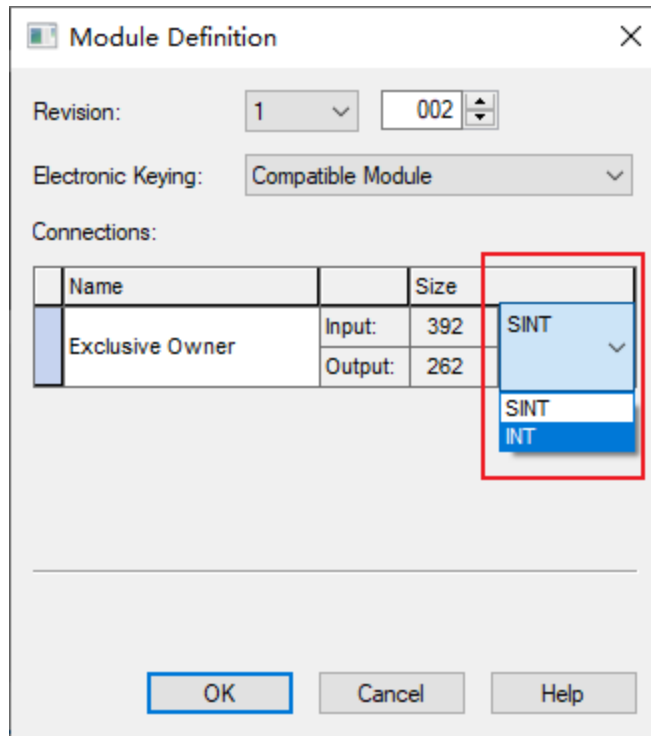 Module Definition
Revision: 1 002
Electronic Keying: Compatible Module
Connections:
Name Size
Exclusive Owner
Input: 392 SINT
Output: 262
SINT
INT
OK Cancel Help